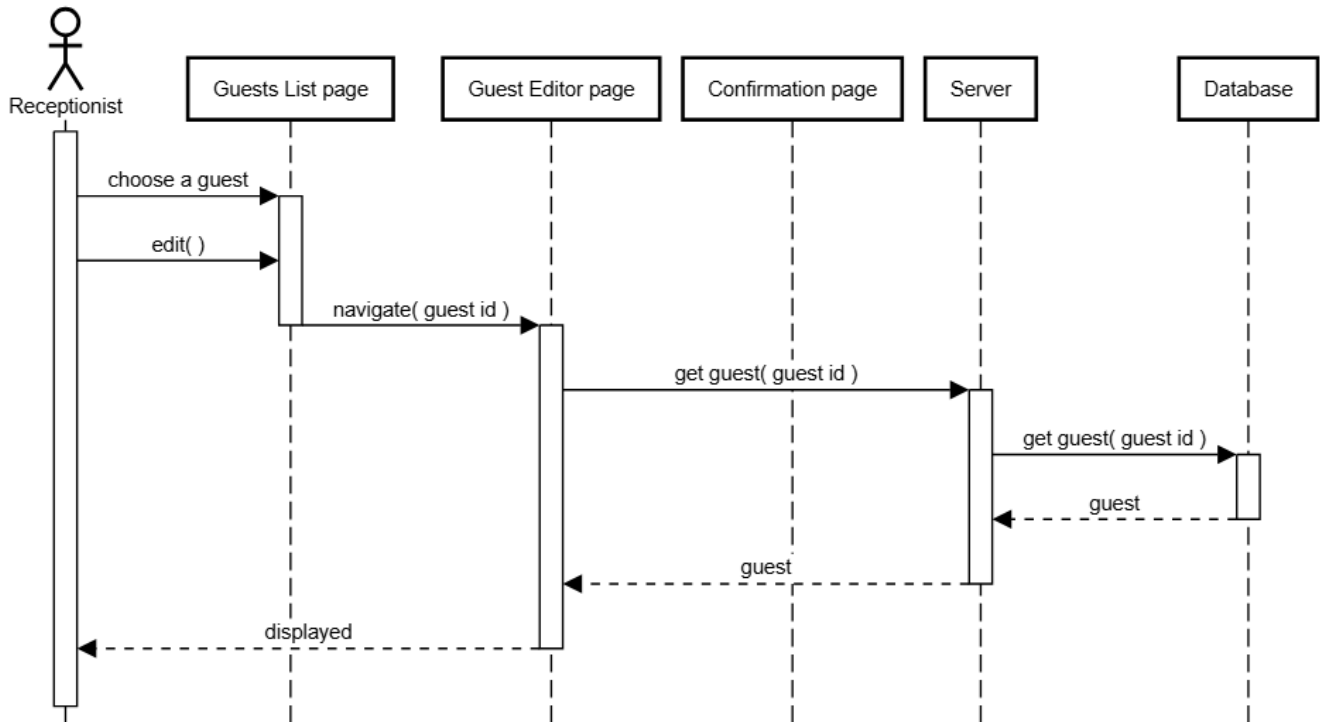 Receptionist
Guests List page
Guest Editor page
Confirmation page
Server
Database
choose a guest
edit( )
navigate( guest id )
get guest( guest id )
get guest( guest id )
guest
guest
displayed